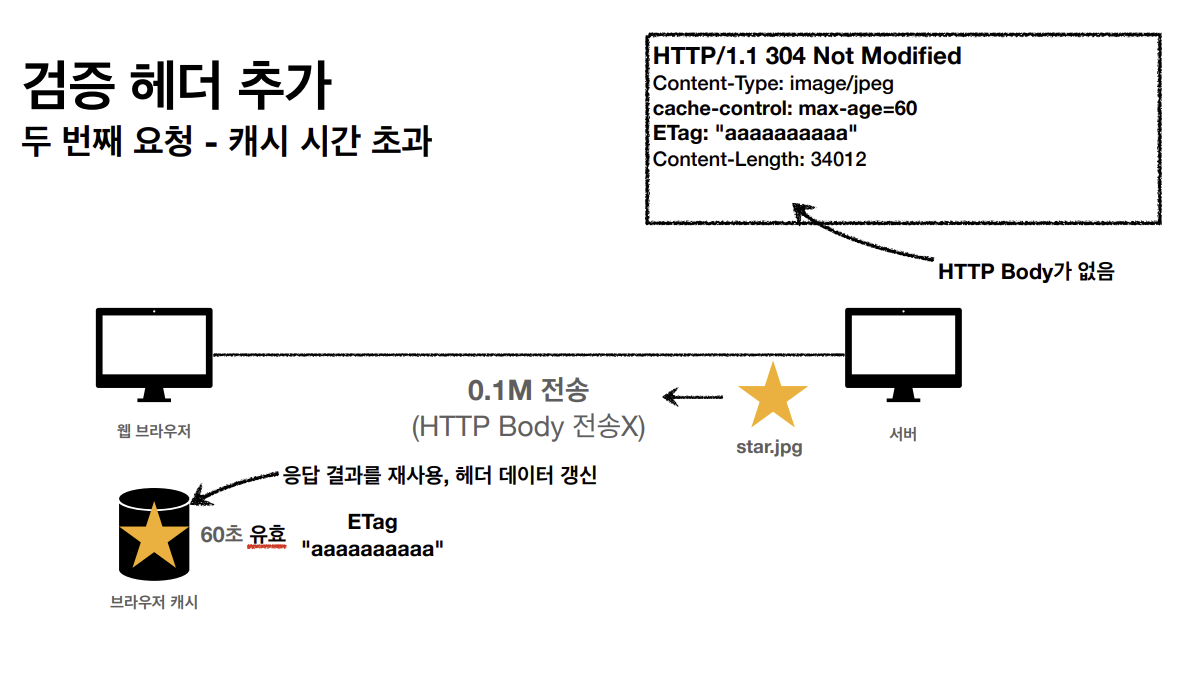 검증 헤더 추가
두 번째 요청 - 캐시 시간 초과
HTTP/1.1 304 Not Modified
Content-Type: image/jpeg
cache-control: max-age=60
ETag: "aaaaaaaaaa"
Content-Length: 34012
HTTP Body가 없음
0.1M 전송
(HTTP Body 전송X)
star.jpg
웹 브라우저
서버
응답 결과를 재사용, 헤더 데이터 갱신
60초 유효
ETag
"aaaaaaaaaa"
브라우저 캐시